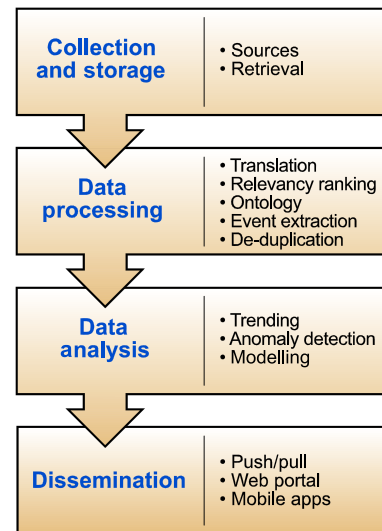 Collection
and storage
• Sources
• Retrieval
Data
processing
• Translation
• Relevancy ranking
• Ontology
• Event extraction
• De-duplication
Data
analysis
• Trending
• Anomaly detection
• Modelling
Dissemination
• Push/pull
• Web portal
• Mobile apps